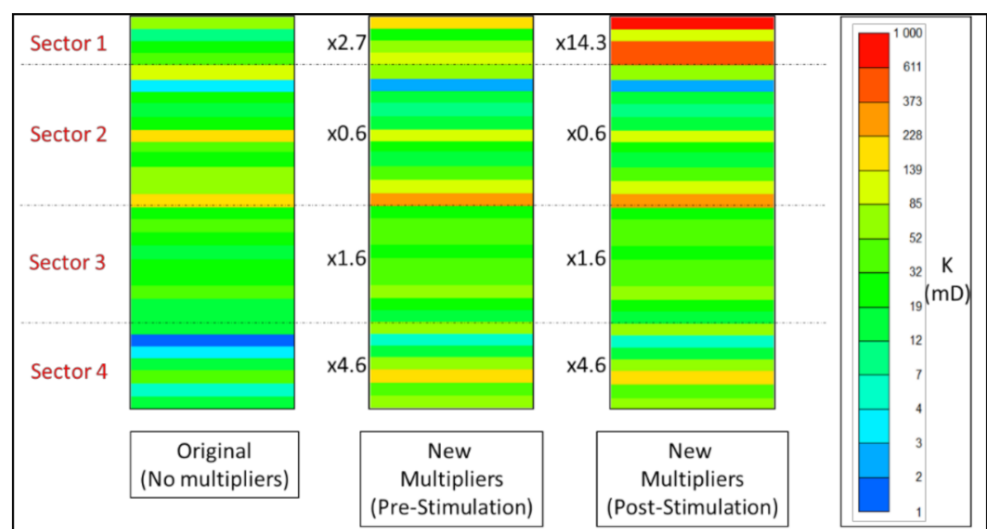 Sector 1
x2.7
x14.3
Sector 2
x0.6
x0.6
Sector 3
x1.6
x1.6
Sector 4
x4.6
x4.6
Original
(No multipliers)
New
Multipliers
(Pre-Stimulation)
New
Multipliers
(Post-Stimulation)
1 000
611
373
228
139
85
52
32
19
12
7
4
3
2
1
K
(mD)